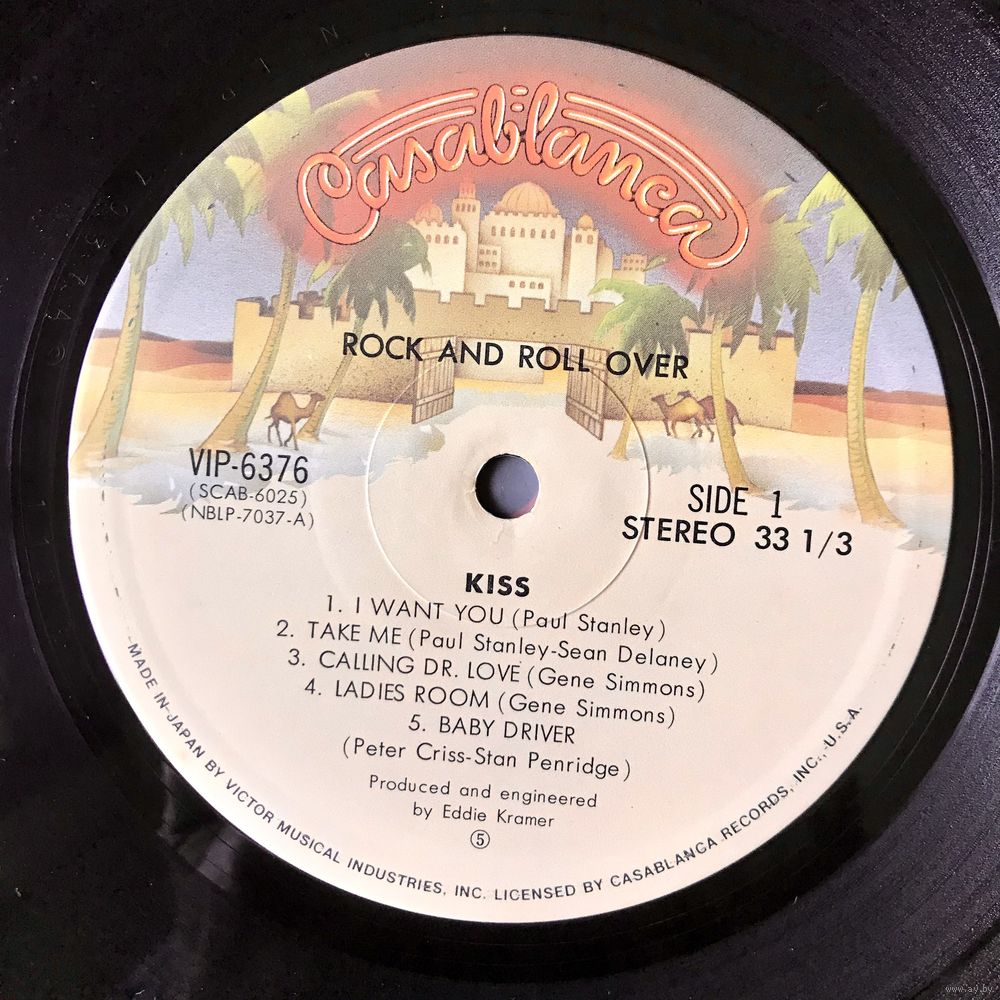 Casablanca
ROCK AND ROLL OVER
VIP-6376
(SCAB-6025)
(NBLP-7037-A)
SIDE 1
STEREO 33 1/3
KISS
1. I WANT YOU (Paul Stanley)
2. TAKE ME (Paul Stanley-Sean Delaney)
3. CALLING DR. LOVE (Gene Simmons)
4. LADIES ROOM (Gene Simmons)
5. BABY DRIVER
(Peter Criss-Stan Penridge)
Produced and engineered
by Eddie Kramer
⑤
MADE IN JAPAN BY VICTOR MUSICAL INDUSTRIES, INC. LICENSED BY CASABLANCA RECORDS, INC., U.S.A.
www.ay.by